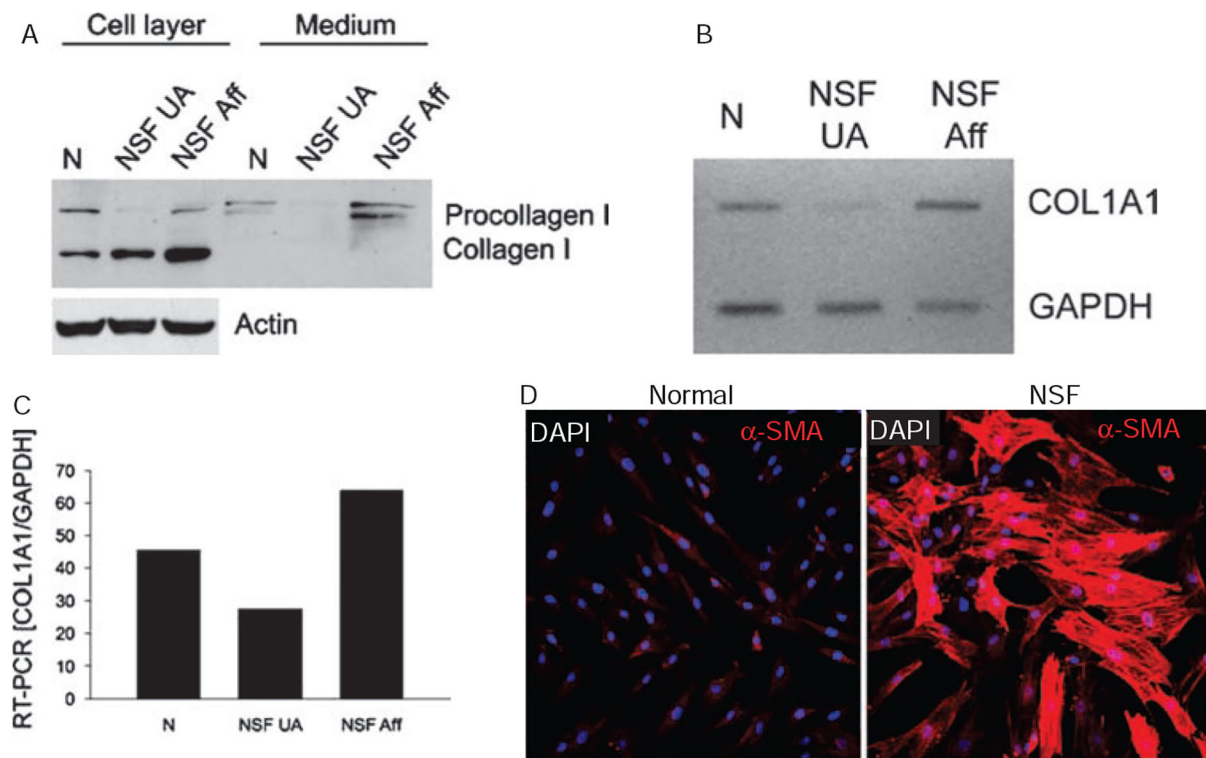 A
Cell layer Medium
N NSF UA NSF Aff N NSF UA NSF Aff
Procollagen I
Collagen I
Actin
B
N NSF UA NSF Aff
COL1A1
GAPDH
C
RT-PCR [COL1A1/GAPDH]
70
60
50
40
30
20
10
0
N NSF UA NSF Aff
D
Normal NSF
DAPI α-SMA DAPI α-SMA